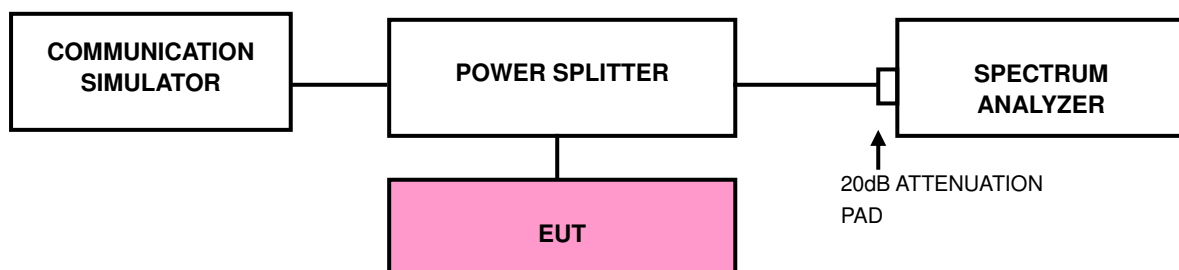 COMMUNICATION
SIMULATOR
POWER SPLITTER
SPECTRUM
ANALYZER
20dB ATTENUATION
PAD
EUT